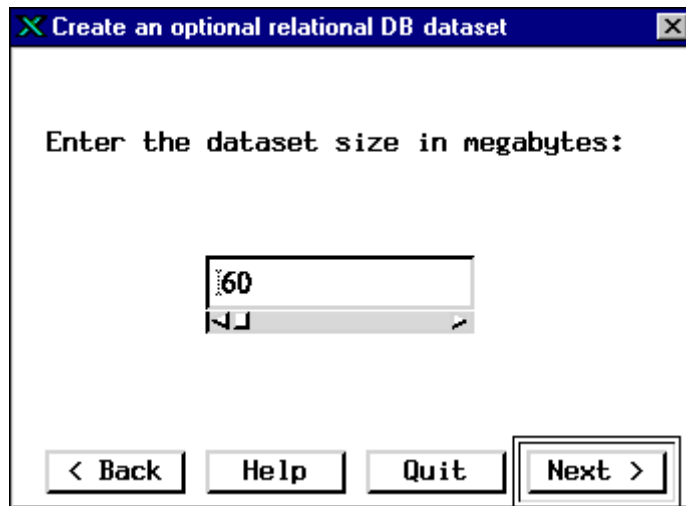 Create an optional relational DB dataset
Enter the dataset size in megabytes:
60
< Back Help Quit Next >